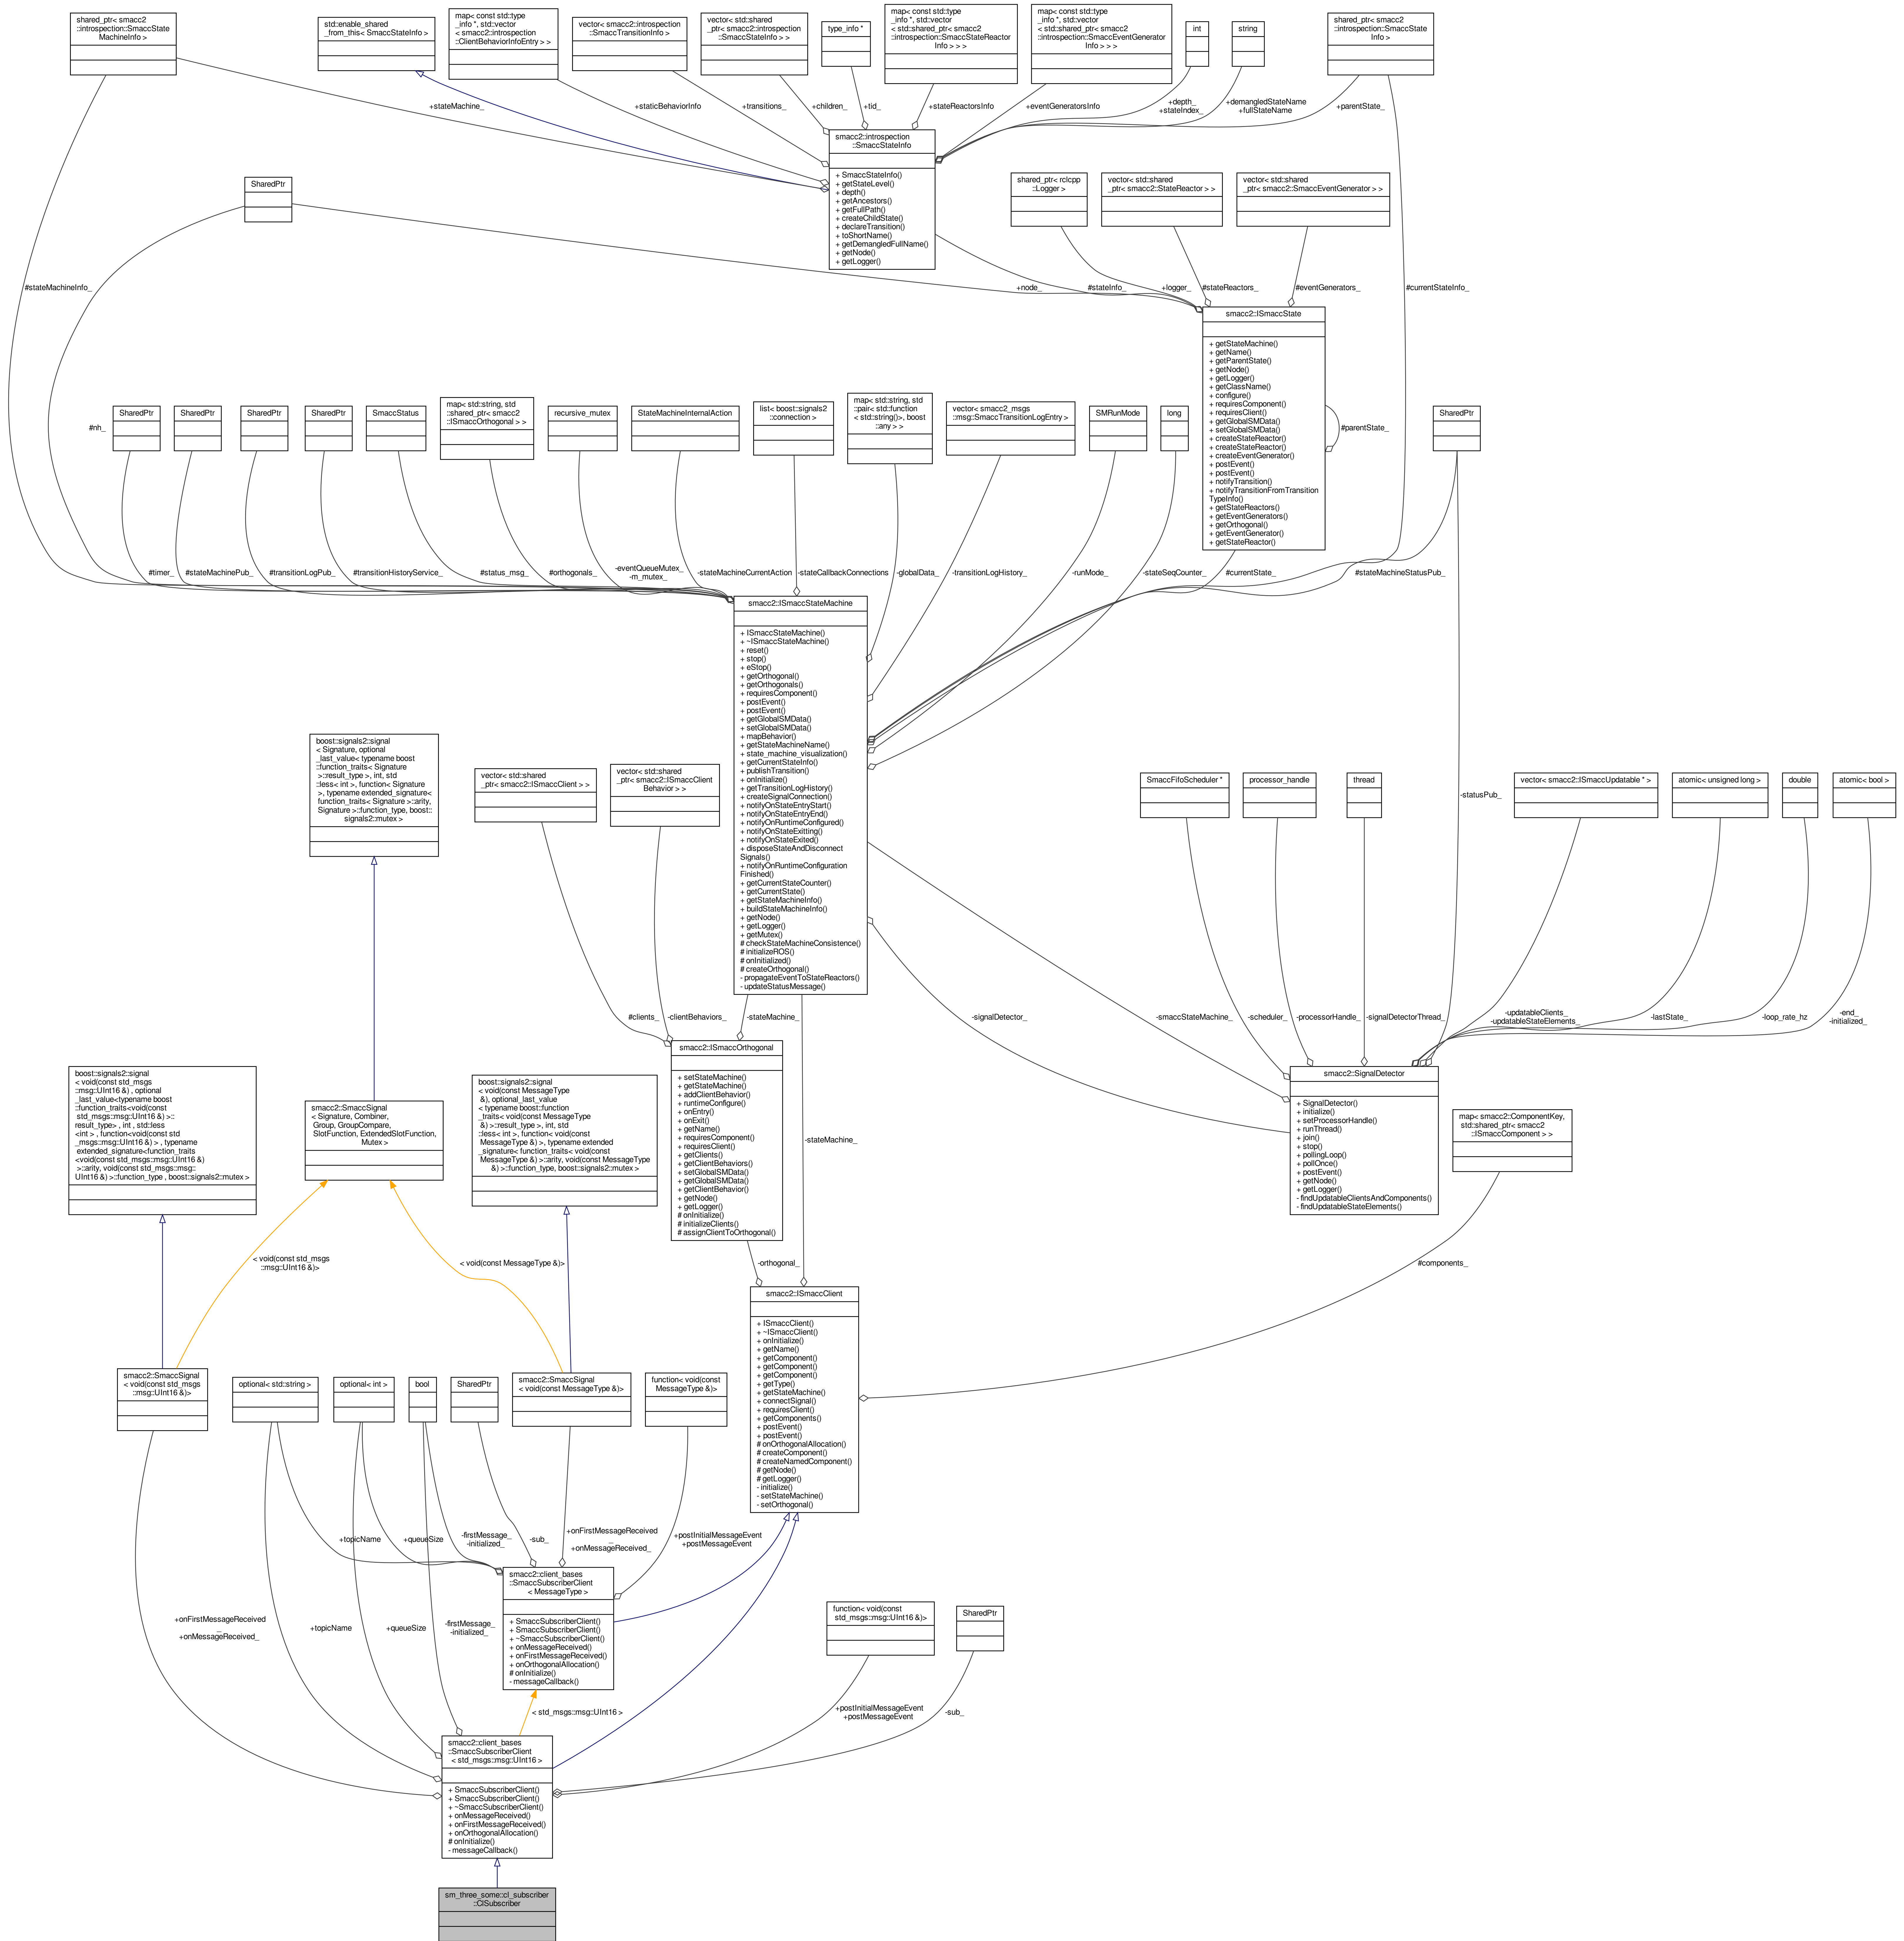 shared_ptr< smacc2
::introspection::SmaccState
MachineInfo >
std::enable_shared
_from_this< SmaccStateInfo >
map< const std::type
_info *, std::vector
< smacc2::introspection
::ClientBehaviorInfoEntry > >
vector< smacc2::introspection
::SmaccTransitionInfo >
vector< std::shared
_ptr< smacc2::introspection
::SmaccStateInfo > >
type_info *
map< const std::type
_info *, std::vector
< std::shared_ptr< smacc2
::introspection::SmaccStateReactor
Info > > >
map< const std::type
_info *, std::vector
< std::shared_ptr< smacc2
::introspection::SmaccEventGenerator
Info > > >
int
string
shared_ptr< smacc2
::introspection::SmaccState
Info >
+stateMachine_
+staticBehaviorInfo
+transitions_
+children_
+tid_
+stateReactorsInfo
+eventGeneratorsInfo
+depth_
+stateIndex_
+demangledStateName
+fullStateName
+parentState_
smacc2::introspection
::SmaccStateInfo
+ SmaccStateInfo()
+ getStateLevel()
+ depth()
+ getAncestors()
+ getFullPath()
+ createChildState()
+ declareTransition()
+ toShortName()
+ getDemangledFullName()
+ getNode()
+ getLogger()
SharedPtr
shared_ptr< rclcpp
::Logger >
vector< std::shared
_ptr< smacc2::StateReactor > >
vector< std::shared
_ptr< smacc2::SmaccEventGenerator > >
#stateMachineInfo_
+node_
#stateInfo_
+logger_
#stateReactors_
#eventGenerators_
#currentStateInfo_
smacc2::ISmaccState
+ getStateMachine()
+ getName()
+ getParentState()
+ getNode()
+ getLogger()
+ getClassName()
+ configure()
+ requiresComponent()
+ requiresClient()
+ getGlobalSMData()
+ setGlobalSMData()
+ createStateReactor()
+ createStateReactor()
+ createEventGenerator()
+ postEvent()
+ postEvent()
+ notifyTransition()
+ notifyTransitionFromTransition
TypeInfo()
+ getStateReactors()
+ getEventGenerators()
+ getOrthogonal()
+ getEventGenerator()
+ getStateReactor()
#parentState_
#nh_
SharedPtr
SharedPtr
SharedPtr
SharedPtr
SmaccStatus
map< std::string, std
::shared_ptr< smacc2
::ISmaccOrthogonal > >
recursive_mutex
StateMachineInternalAction
list< boost::signals2
::connection >
map< std::string, std
::pair< std::function
< std::string()>, boost
::any > >
vector< smacc2_msgs
::msg::SmaccTransitionLogEntry >
SMRunMode
long
SharedPtr
#timer_
#stateMachinePub_
#transitionLogPub_
#transitionHistoryService_
#status_msg_
#orthogonals_
-eventQueueMutex_
-m_mutex_
-stateMachineCurrentAction
-stateCallbackConnections
-globalData_
-transitionLogHistory_
-runMode_
-stateSeqCounter_
#currentState_
#stateMachineStatusPub_
smacc2::ISmaccStateMachine
+ ISmaccStateMachine()
+ ~ISmaccStateMachine()
+ reset()
+ stop()
+ eStop()
+ getOrthogonal()
+ getOrthogonals()
+ requiresComponent()
+ postEvent()
+ postEvent()
+ getGlobalSMData()
+ setGlobalSMData()
+ mapBehavior()
+ getStateMachineName()
+ state_machine_visualization()
+ getCurrentStateInfo()
+ publishTransition()
+ onInitialize()
+ getTransitionLogHistory()
+ createSignalConnection()
+ notifyOnStateEntryStart()
+ notifyOnStateEntryEnd()
+ notifyOnRuntimeConfigured()
+ notifyOnStateExitting()
+ notifyOnStateExited()
+ disposeStateAndDisconnect
Signals()
+ notifyOnRuntimeConfiguration
Finished()
+ getCurrentStateCounter()
+ getCurrentState()
+ getStateMachineInfo()
+ buildStateMachineInfo()
+ getNode()
+ getLogger()
+ getMutex()
# checkStateMachineConsistence()
# initializeROS()
# onInitialized()
# createOrthogonal()
- propagateEventToStateReactors()
- updateStatusMessage()
boost::signals2::signal
< Signature, optional
_last_value< typename boost
::function_traits< Signature
>::result_type >, int, std
::less< int >, function< Signature
>, typename extended_signature<
function_traits< Signature >::arity,
Signature >::function_type, boost::
signals2::mutex >
vector< std::shared
_ptr< smacc2::ISmaccClient > >
vector< std::shared
_ptr< smacc2::ISmaccClient
Behavior > >
SmaccFifoScheduler *
processor_handle
thread
-statusPub_
vector< smacc2::ISmaccUpdatable * >
atomic< unsigned long >
double
atomic< bool >
#clients_
-clientBehaviors_
-stateMachine_
-signalDetector_
-smaccStateMachine_
-scheduler_
-processorHandle_
-signalDetectorThread_
-updatableClients_
-updatableStateElements_
-lastState_
-loop_rate_hz
-end_
-initialized_
smacc2::ISmaccOrthogonal
+ setStateMachine()
+ getStateMachine()
+ addClientBehavior()
+ runtimeConfigure()
+ onEntry()
+ onExit()
+ getName()
+ requiresComponent()
+ requiresClient()
+ getClients()
+ getClientBehaviors()
+ setGlobalSMData()
+ getGlobalSMData()
+ getClientBehavior()
+ getNode()
+ getLogger()
# onInitialize()
# initializeClients()
# assignClientToOrthogonal()
smacc2::SignalDetector
+ SignalDetector()
+ initialize()
+ setProcessorHandle()
+ runThread()
+ join()
+ stop()
+ pollingLoop()
+ pollOnce()
+ postEvent()
+ getNode()
+ getLogger()
- findUpdatableClientsAndComponents()
- findUpdatableStateElements()
map< smacc2::ComponentKey,
std::shared_ptr< smacc2
::ISmaccComponent > >
boost::signals2::signal
< void(const std_msgs
::msg::UInt16 &) , optional
_last_value<typename boost
::function_traits<void(const
std_msgs::msg::UInt16 &) >::
result_type> , int , std::less
<int > , function<void(const std
_msgs::msg::UInt16 &) > , typename
extended_signature<function_traits
<void(const std_msgs::msg::UInt16 &)
>::arity, void(const std_msgs::msg::
UInt16 &) >::function_type , boost::signals2::mutex >
smacc2::SmaccSignal
< Signature, Combiner,
Group, GroupCompare,
SlotFunction, ExtendedSlotFunction,
Mutex >
boost::signals2::signal
< void(const MessageType
&), optional_last_value
< typename boost::function
_traits< void(const MessageType
&) >::result_type >, int, std
::less< int >, function< void(const
MessageType &) >, typename extended
_signature< function_traits< void(const
MessageType &) >::arity, void(const MessageType
&) >::function_type, boost::signals2::mutex >
-stateMachine_
< void(const std_msgs
::msg::UInt16 &)>
< void(const MessageType &)>
-orthogonal_
#components_
smacc2::ISmaccClient
+ ISmaccClient()
+ ~ISmaccClient()
+ onInitialize()
+ getName()
+ getComponent()
+ getComponent()
+ getComponent()
+ getType()
+ getStateMachine()
+ connectSignal()
+ requiresClient()
+ getComponents()
+ postEvent()
+ postEvent()
# onOrthogonalAllocation()
# createComponent()
# createNamedComponent()
# getNode()
# getLogger()
- initialize()
- setStateMachine()
- setOrthogonal()
smacc2::SmaccSignal
< void(const std_msgs
::msg::UInt16 &)>
optional< std::string >
optional< int >
bool
SharedPtr
smacc2::SmaccSignal
< void(const MessageType &)>
function< void(const
MessageType &)>
+topicName
+queueSize
-firstMessage_
-initialized_
-sub_
+onFirstMessageReceived
_
+onMessageReceived_
+postInitialMessageEvent
+postMessageEvent
smacc2::client_bases
::SmaccSubscriberClient
< MessageType >
+ SmaccSubscriberClient()
+ SmaccSubscriberClient()
+ ~SmaccSubscriberClient()
+ onMessageReceived()
+ onFirstMessageReceived()
+ onOrthogonalAllocation()
# onInitialize()
- messageCallback()
function< void(const
std_msgs::msg::UInt16 &)>
SharedPtr
+onFirstMessageReceived
_
+onMessageReceived_
+topicName
+queueSize
-firstMessage_
-initialized_
< std_msgs::msg::UInt16 >
+postInitialMessageEvent
+postMessageEvent
-sub_
smacc2::client_bases
::SmaccSubscriberClient
< std_msgs::msg::UInt16 >
+ SmaccSubscriberClient()
+ SmaccSubscriberClient()
+ ~SmaccSubscriberClient()
+ onMessageReceived()
+ onFirstMessageReceived()
+ onOrthogonalAllocation()
# onInitialize()
- messageCallback()
sm_three_some::cl_subscriber
::ClSubscriber